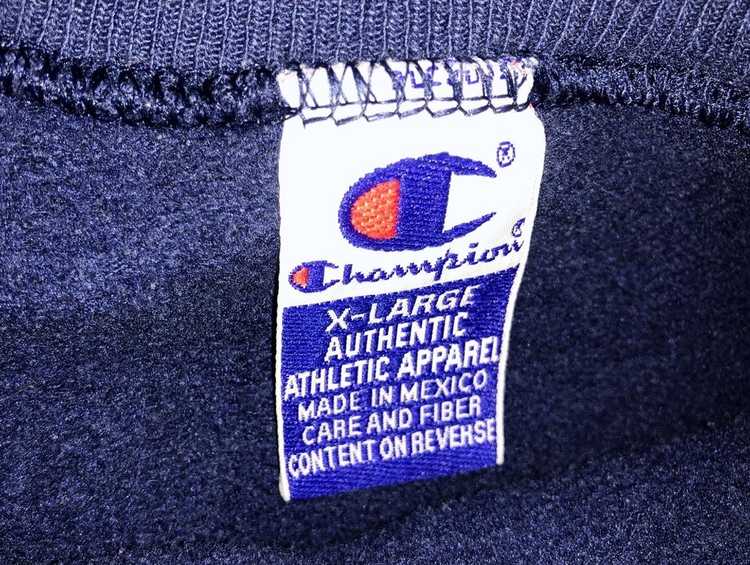 ®
Champion
X-LARGE
AUTHENTIC
ATHLETIC APPAREL
MADE IN MEXICO
CARE AND FIBER
CONTENT ON REVERSE